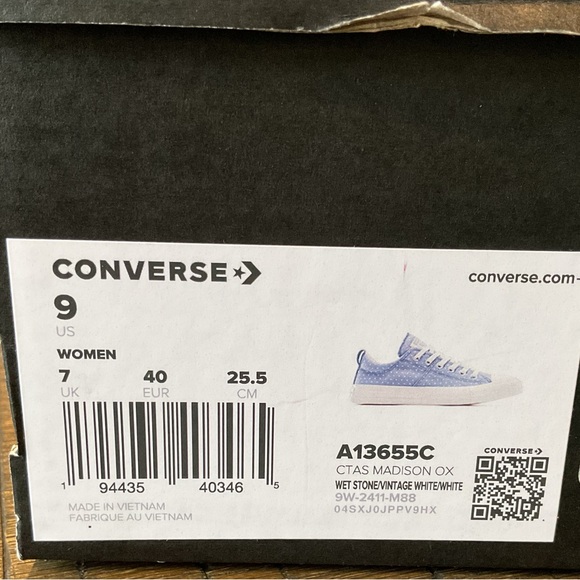 CONVERSE
converse.com
9
US
WOMEN
7 40 25.5
UK EUR CM
1 94435 40346 5
MADE IN VIETNAM
FABRIQUE AU VIETNAM
A13655C
CTAS MADISON OX
WET STONE/VINTAGE WHITE/WHITE
9W-2411-M88
04SXJ0JPPV9HX
CONVERSE